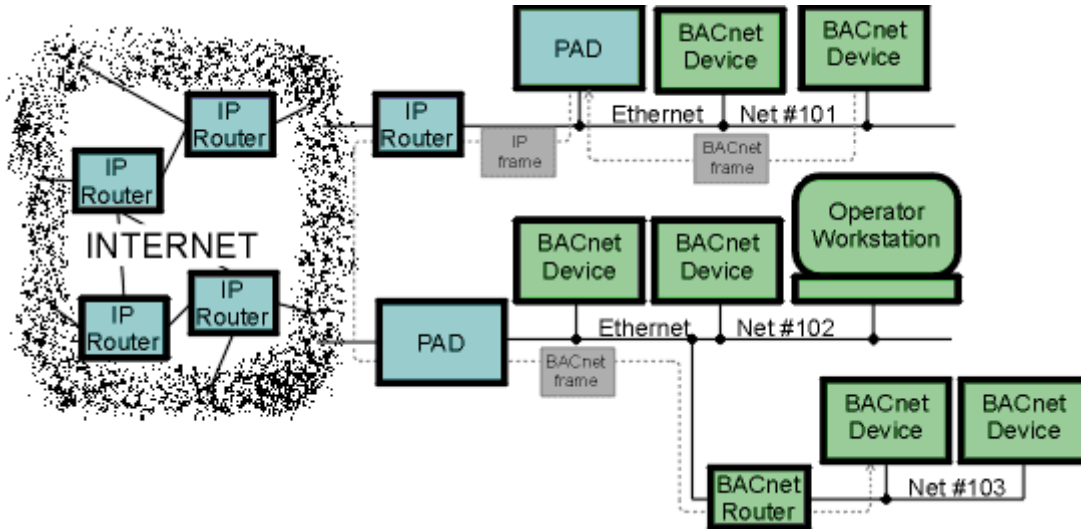 PAD
BACnet
Device
BACnet
Device
IP
Router
IP
Router
Ethernet
Net #101
IP
frame
BACnet
frame
IP
Router
INTERNET
BACnet
Device
BACnet
Device
Operator
Workstation
IP
Router
IP
Router
PAD
Ethernet
Net #102
BACnet
frame
BACnet
Device
BACnet
Device
BACnet
Router
Net #103